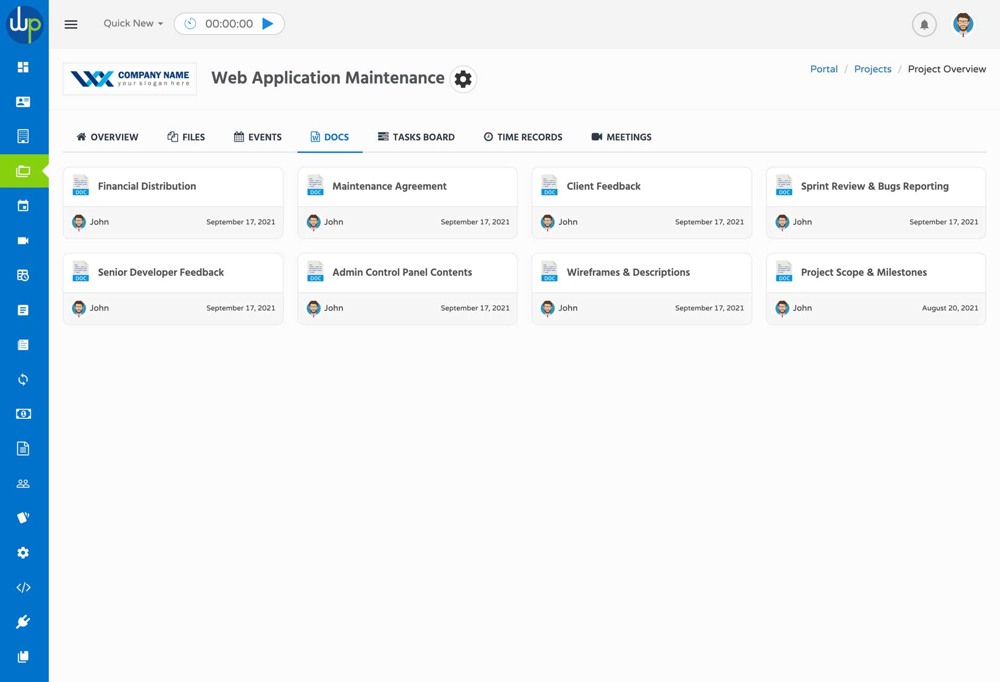 wp
Quick New
00:00:00
COMPANY NAME
your slogan here
Web Application Maintenance
Portal / Projects / Project Overview
OVERVIEW FILES EVENTS DOCS TASKS BOARD TIME RECORDS MEETINGS
DOC Financial Distribution
John September 17, 2021
DOC Maintenance Agreement
John September 17, 2021
DOC Client Feedback
John September 17, 2021
DOC Sprint Review & Bugs Reporting
John September 17, 2021
DOC Senior Developer Feedback
John September 17, 2021
DOC Admin Control Panel Contents
John September 17, 2021
DOC Wireframes & Descriptions
John September 17, 2021
DOC Project Scope & Milestones
John August 20, 2021